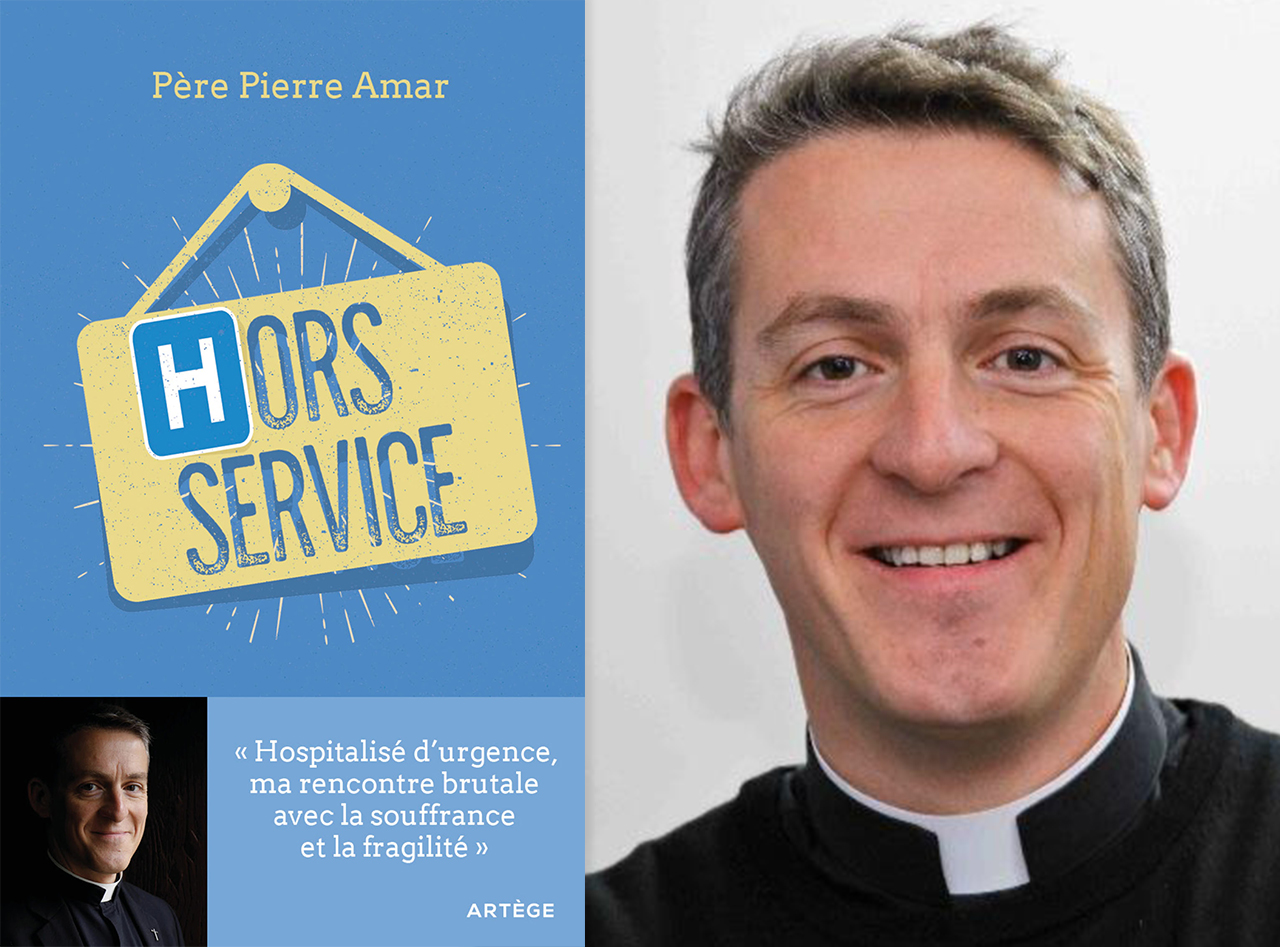 Père Pierre Amar
HORS
SERVICE
« Hospitalisé d’urgence,
ma rencontre brutale
avec la souffrance
et la fragilité »
ARTÈGE